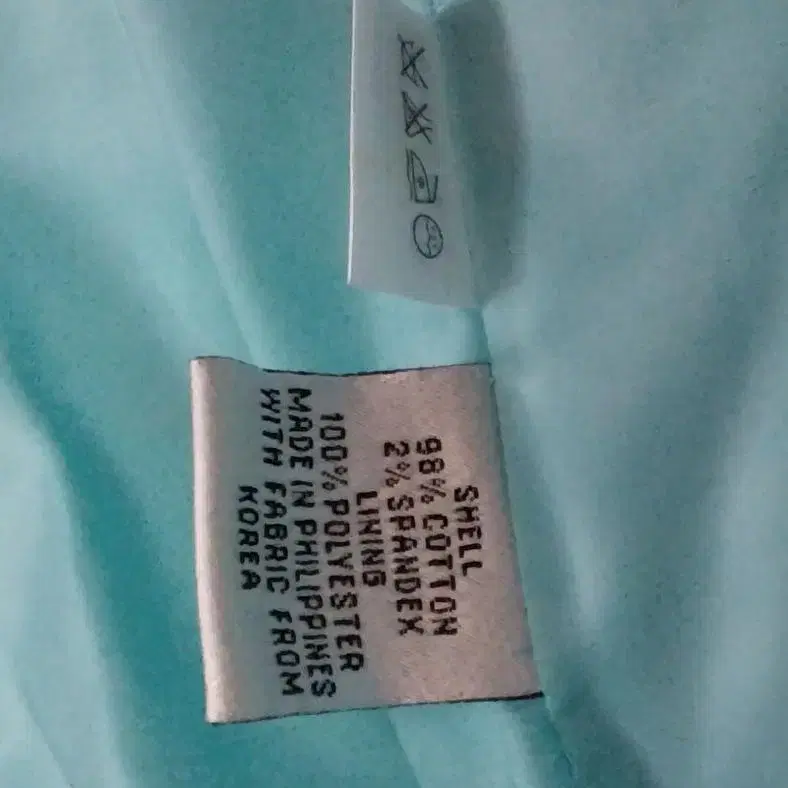 SHELL
98% COTTON
2% SPANDEX
LINING
100% POLYESTER
MADE IN PHILIPPINES
WITH FABRIC FROM
KOREA